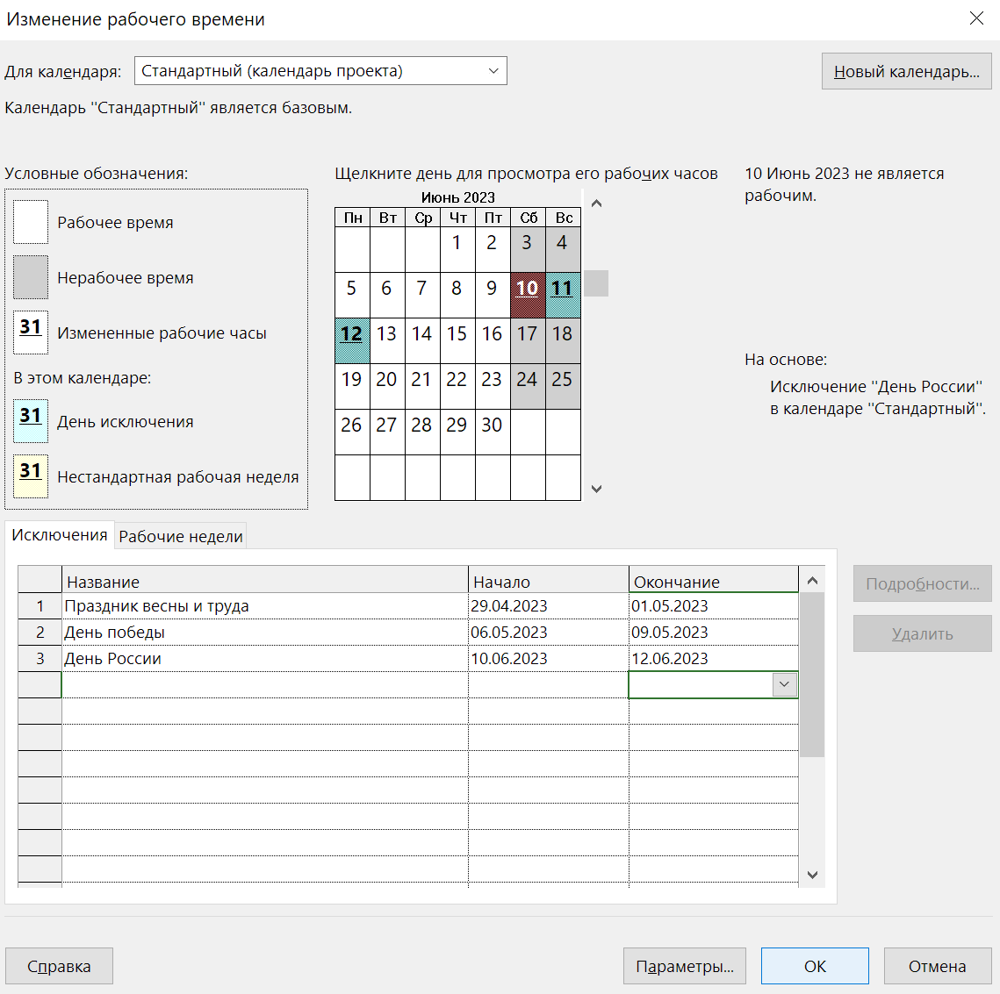 Изменение рабочего времени
Для календаря:
Стандартный (календарь проекта)
Новый календарь...
Календарь "Стандартный" является базовым.
Условные обозначения:
Рабочее время
Нерабочее время
31 Измененные рабочие часы
В этом календаре:
31 День исключения
31 Нестандартная рабочая неделя
Щелкните день для просмотра его рабочих часов
Июнь 2023
Пн Вт Ср Чт Пт Сб Вс
1 2 3 4
5 6 7 8 9 10 11
12 13 14 15 16 17 18
19 20 21 22 23 24 25
26 27 28 29 30
10 Июнь 2023 не является
рабочим.
На основе:
Исключение "День России"
в календаре "Стандартный".
Исключения Рабочие недели
Название Начало Окончание
1 Праздник весны и труда 29.04.2023 01.05.2023
2 День победы 06.05.2023 09.05.2023
3 День России 10.06.2023 12.06.2023
Подробности...
Удалить
Справка
Параметры...
ОК
Отмена